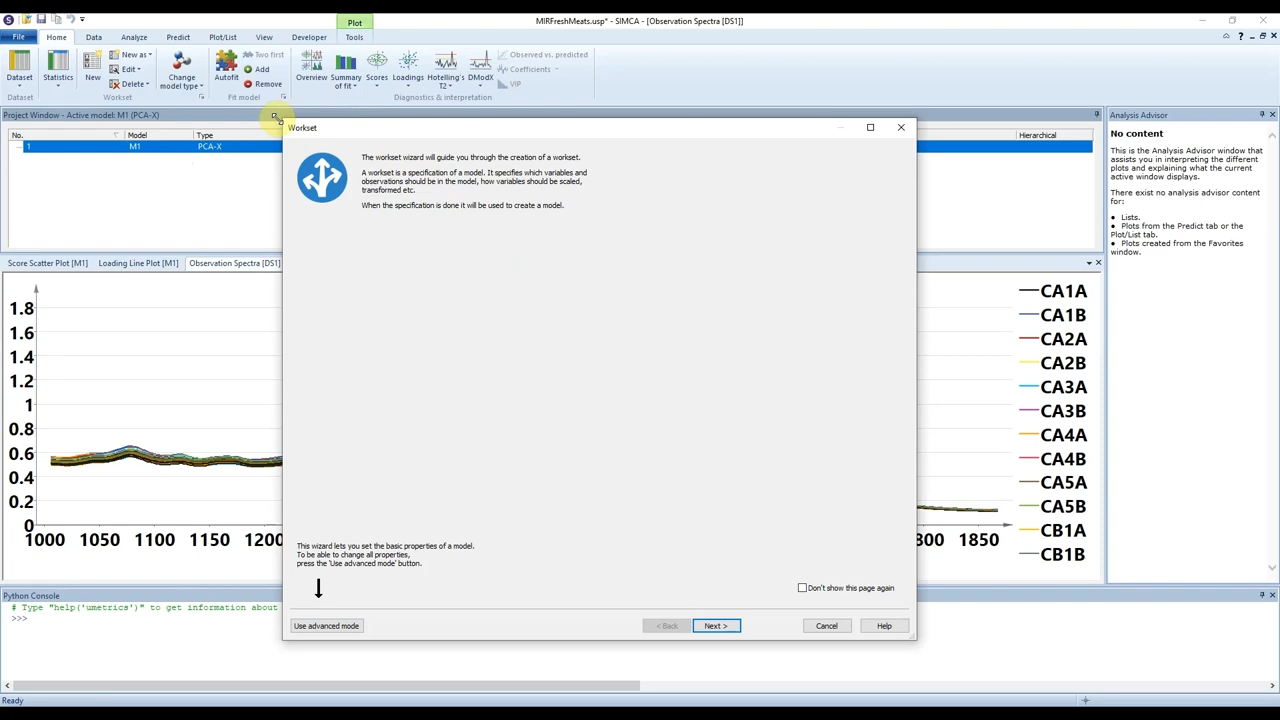 Plot
MIRFreshMeats.usp* - SIMCA - [Observation Spectra [DS1]]
File Home Data Analyze Predict Plot/List View Developer Tools
Dataset
Statistics
New
New as
Edit
Delete
Change model type
Autofit
Two first
Add
Remove
Overview
Summary of fit
Scores
Loadings
Hotelling's T2
DModX
Observed vs. predicted
Coefficients
VIP
Dataset Workset Fit model Diagnostics & interpretation
Project Window - Active model: M1 (PCA-X)
No. Model Type Hierarchical
1 M1 PCA-X
Analysis Advisor
No content
This is the Analysis Advisor window that
assists you in interpreting the different
plots and explaining what the current
active window displays.
There exist no analysis advisor content
for:
● Lists.
● Plots from the Predict tab or the
Plot/List tab.
● Plots created from the Favorites
window.
Workset
The workset wizard will guide you through the creation of a workset.
A workset is a specification of a model. It specifies which variables and
observations should be in the model, how variables should be scaled,
transformed etc.
When the specification is done it will be used to create a model.
This wizard lets you set the basic properties of a model.
To be able to change all properties,
press the 'Use advanced mode' button.
Don't show this page again
Use advanced mode < Back Next > Cancel Help
Score Scatter Plot [M1] Loading Line Plot [M1] Observation Spectra [DS1]
1.8
1.6
1.4
1.2
1
0.8
0.6
0.4
0.2
0
1000 1050 1100 1150 1200
800 1850
CA1A
CA1B
CA2A
CA2B
CA3A
CA3B
CA4A
CA4B
CA5A
CA5B
CB1A
CB1B
Python Console
# Type "help('umetrics')" to get information about
>>>
Ready